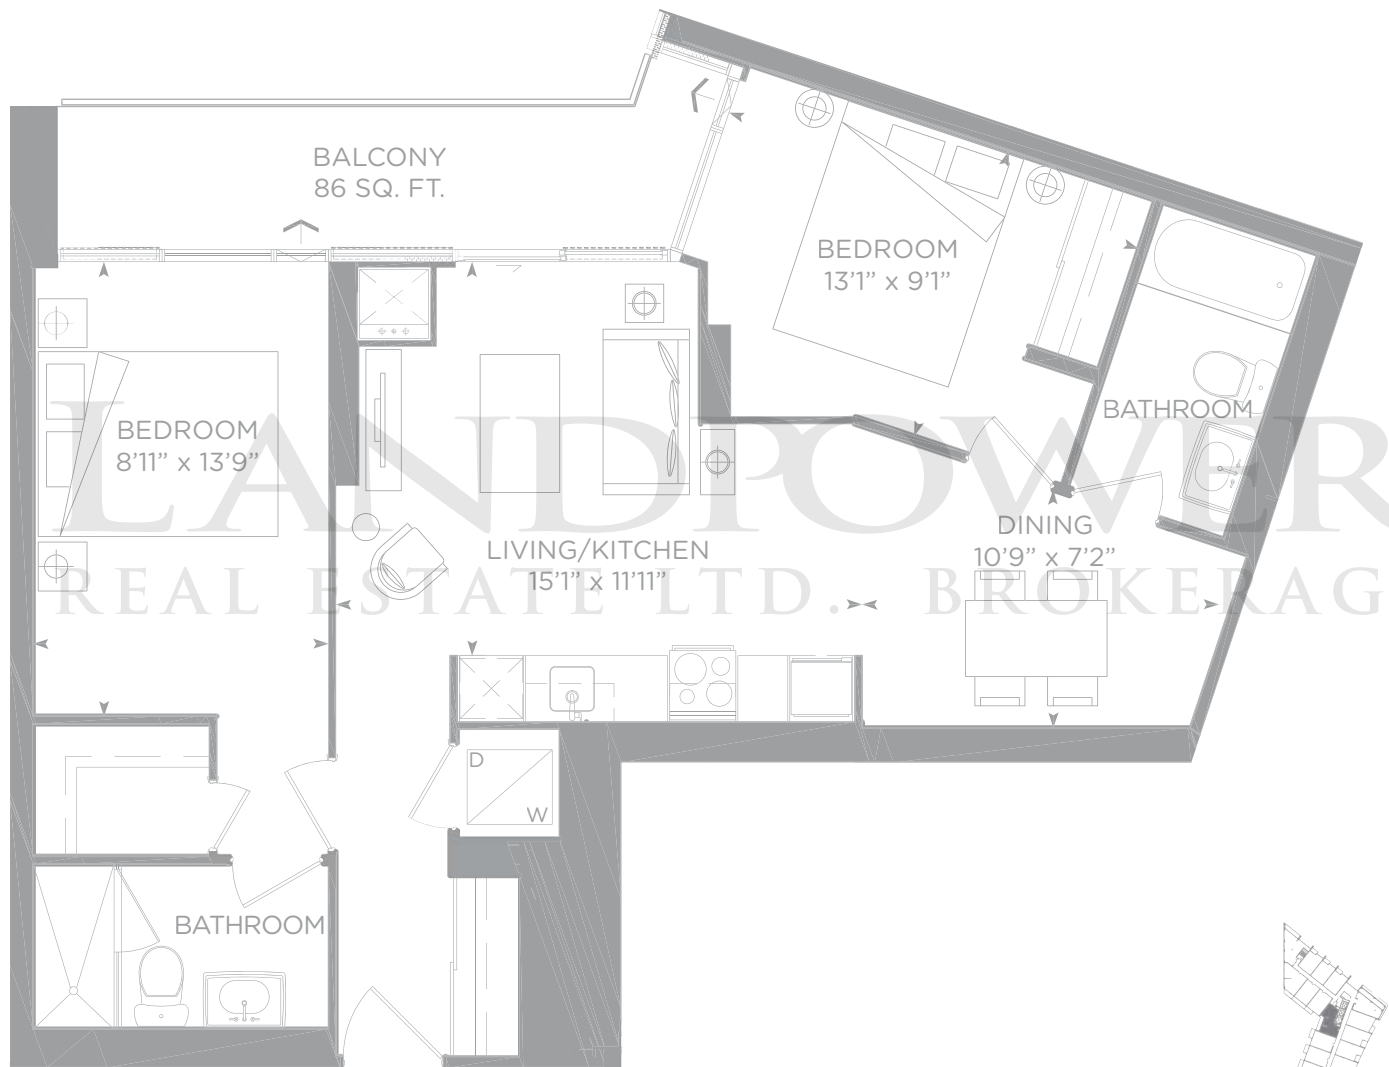 BALCONY
86 SQ. FT.
BEDROOM
13'1” x 9'1”
BEDROOM
8'11” x 13'9”
BATHROOM
LANDPOWER
DINING
10'9” x 7'2”
LIVING/KITCHEN
15'1” x 11'11”
REAL ESTATE LTD. BROKERAG
D
W
BATHROOM